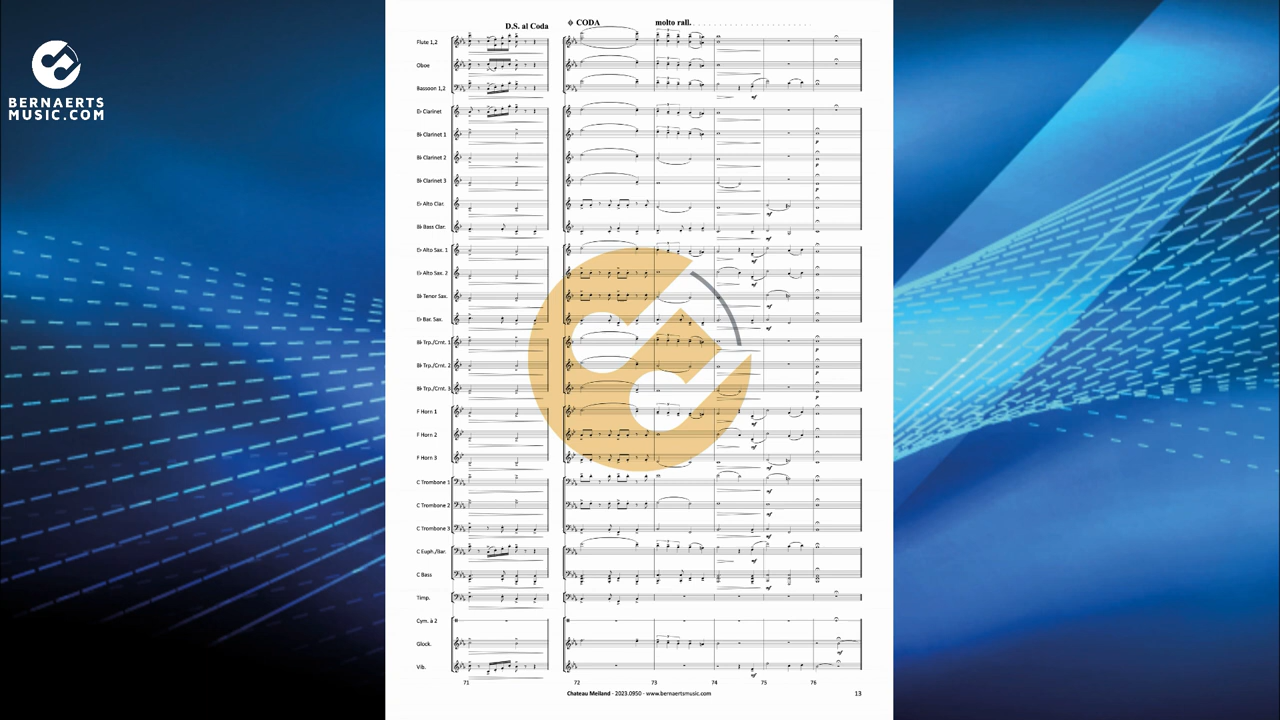 BERNAERTS
MUSIC.COM
D.S. al Coda
CODA
molto rall.
Flute 1,2
Oboe
Bassoon 1,2
E♭ Clarinet
B♭ Clarinet 1
B♭ Clarinet 2
B♭ Clarinet 3
E♭ Alto Clar.
B♭ Bass Clar.
E♭ Alto Sax. 1
E♭ Alto Sax. 2
B♭ Tenor Sax.
E♭ Bar. Sax.
B♭ Trp./Crnt. 1
B♭ Trp./Crnt. 2
B♭ Trp./Crnt. 3
F Horn 1
F Horn 2
F Horn 3
C Trombone 1
C Trombone 2
C Trombone 3
C Euph./Bar.
C Bass
Timp.
Cym. à 2
Glock.
Vib.
71 72 73 74 75 76
Chateau Meiland - 2023.0950 - www.bernaertsmusic.com 13